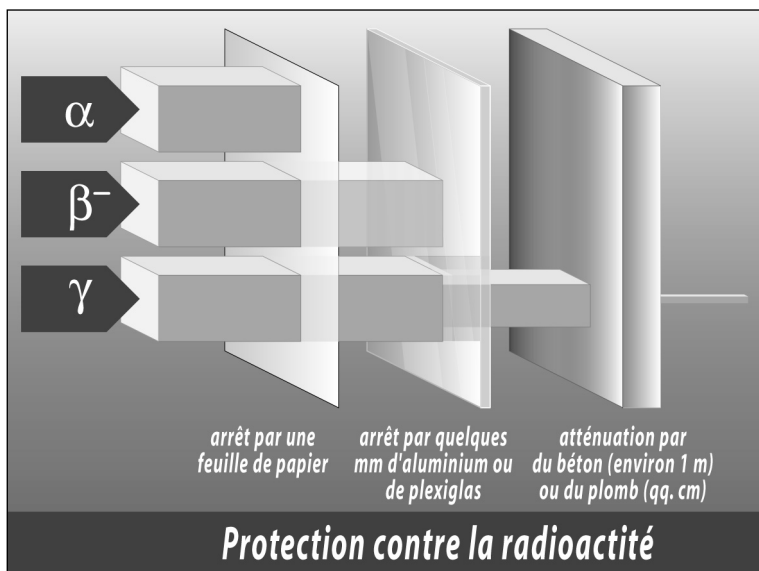 α
β⁻
γ
arrêt par une
feuille de papier
arrêt par quelques
mm d'aluminium ou
de plexiglas
atténuation par
du béton (environ 1 m)
ou du plomb (qq. cm)
Protection contre la radioactité